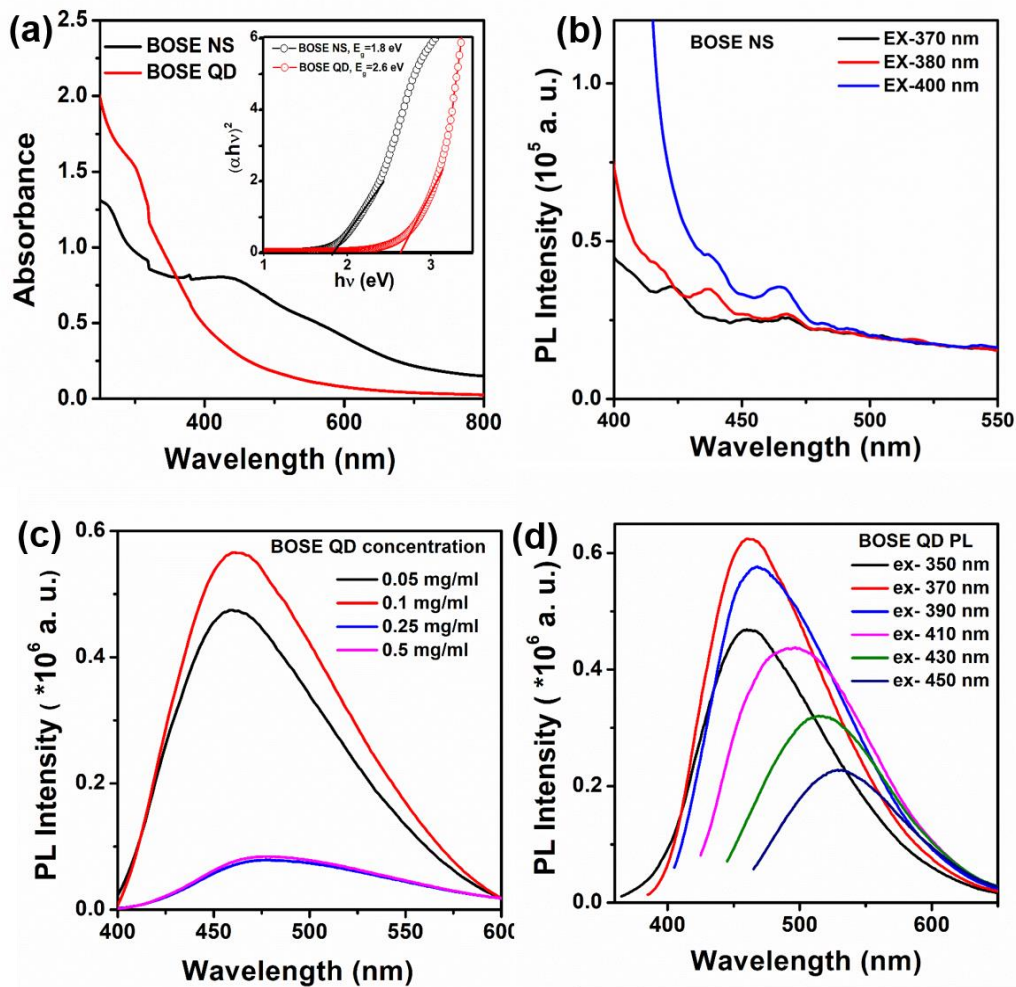 (a)
BOSE NS
BOSE QD
Absorbance
2.5
2.0
1.5
1.0
0.5
0.0
400
600
800
Wavelength (nm)
BOSE NS, Eg=1.8 eV
BOSE QD, Eg=2.6 eV
(αhν)²
6
4
2
0
1
2
3
hν (eV)
(b)
BOSE NS
EX-370 nm
EX-380 nm
EX-400 nm
PL Intensity (10⁵ a. u.)
1.0
0.5
0.0
400
450
500
550
Wavelength (nm)
(c)
BOSE QD concentration
0.05 mg/ml
0.1 mg/ml
0.25 mg/ml
0.5 mg/ml
PL Intensity ( *10⁶ a. u.)
0.6
0.4
0.2
0.0
400
450
500
550
600
Wavelength (nm)
(d)
BOSE QD PL
ex- 350 nm
ex- 370 nm
ex- 390 nm
ex- 410 nm
ex- 430 nm
ex- 450 nm
PL Intensity ( *10⁶ a. u.)
0.6
0.4
0.2
0.0
400
500
600
Wavelength (nm)